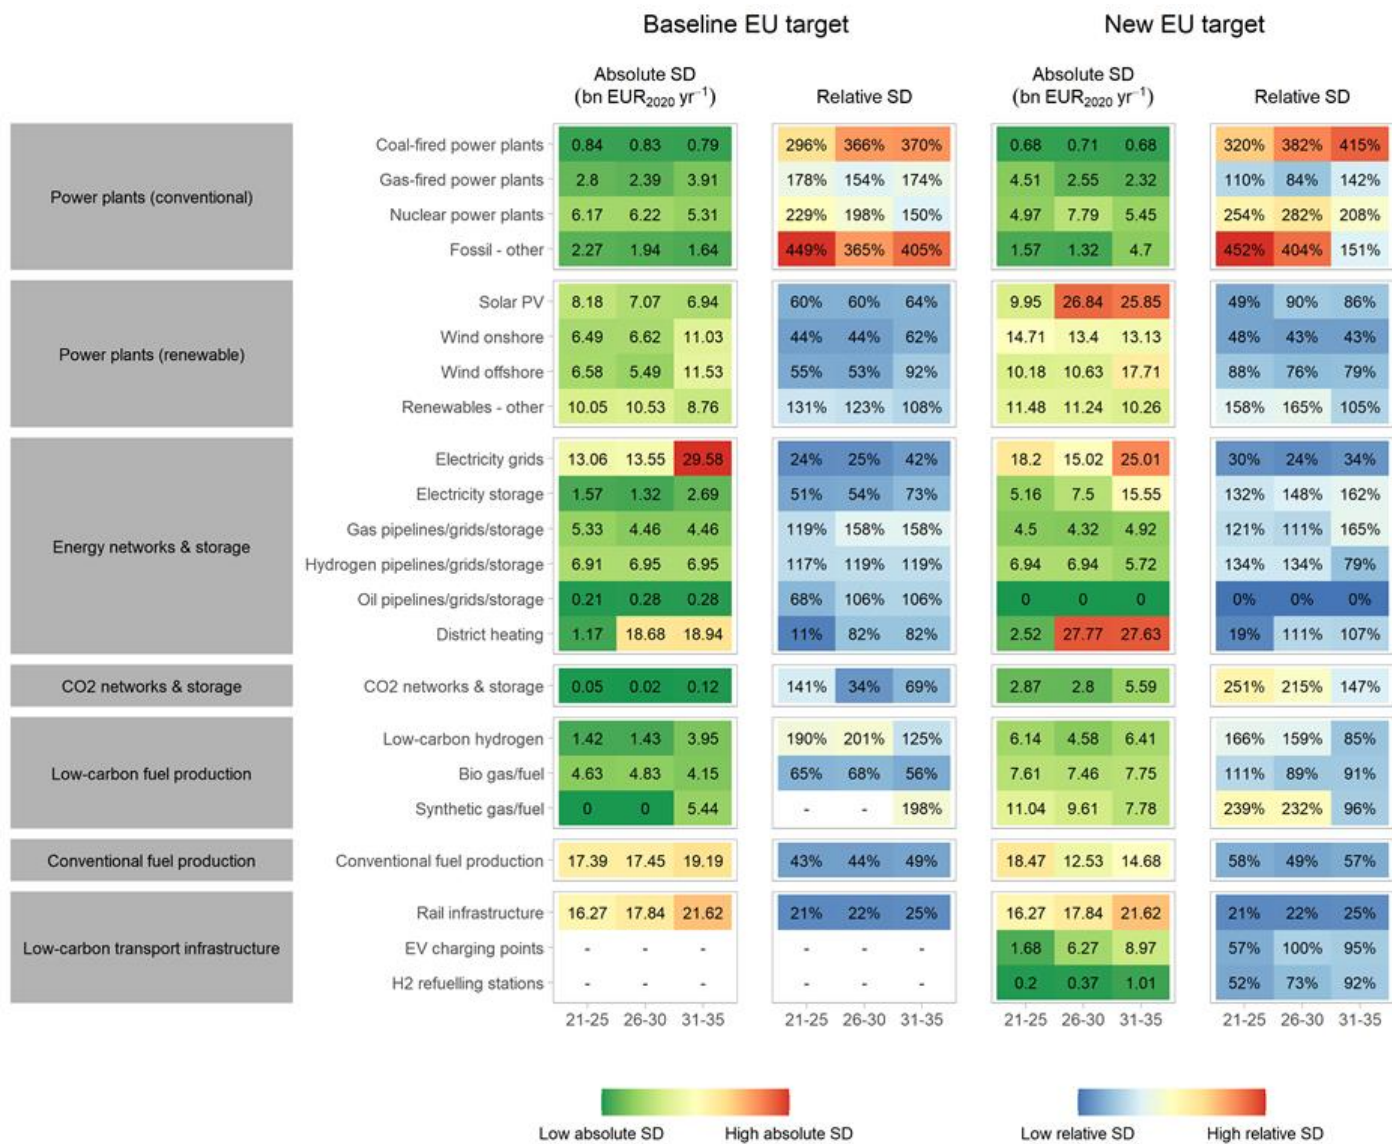 Baseline EU target New EU target
Absolute SD Absolute SD
(bn EUR2020 yr−1) Relative SD (bn EUR2020 yr−1) Relative SD
Power plants (conventional)
Coal-fired power plants 0.84 0.83 0.79 296% 366% 370% 0.68 0.71 0.68 320% 382% 415%
Gas-fired power plants 2.8 2.39 3.91 178% 154% 174% 4.51 2.55 2.32 110% 84% 142%
Nuclear power plants 6.17 6.22 5.31 229% 198% 150% 4.97 7.79 5.45 254% 282% 208%
Fossil - other 2.27 1.94 1.64 449% 365% 405% 1.57 1.32 4.7 452% 404% 151%
Power plants (renewable)
Solar PV 8.18 7.07 6.94 60% 60% 64% 9.95 26.84 25.85 49% 90% 86%
Wind onshore 6.49 6.62 11.03 44% 44% 62% 14.71 13.4 13.13 48% 43% 43%
Wind offshore 6.58 5.49 11.53 55% 53% 92% 10.18 10.63 17.71 88% 76% 79%
Renewables - other 10.05 10.53 8.76 131% 123% 108% 11.48 11.24 10.26 158% 165% 105%
Energy networks & storage
Electricity grids 13.06 13.55 29.58 24% 25% 42% 18.2 15.02 25.01 30% 24% 34%
Electricity storage 1.57 1.32 2.69 51% 54% 73% 5.16 7.5 15.55 132% 148% 162%
Gas pipelines/grids/storage 5.33 4.46 4.46 119% 158% 158% 4.5 4.32 4.92 121% 111% 165%
Hydrogen pipelines/grids/storage 6.91 6.95 6.95 117% 119% 119% 6.94 6.94 5.72 134% 134% 79%
Oil pipelines/grids/storage 0.21 0.28 0.28 68% 106% 106% 0 0 0 0% 0% 0%
District heating 1.17 18.68 18.94 11% 82% 82% 2.52 27.77 27.63 19% 111% 107%
CO2 networks & storage
CO2 networks & storage 0.05 0.02 0.12 141% 34% 69% 2.87 2.8 5.59 251% 215% 147%
Low-carbon fuel production
Low-carbon hydrogen 1.42 1.43 3.95 190% 201% 125% 6.14 4.58 6.41 166% 159% 85%
Bio gas/fuel 4.63 4.83 4.15 65% 68% 56% 7.61 7.46 7.75 111% 89% 91%
Synthetic gas/fuel 0 0 5.44 - - 198% 11.04 9.61 7.78 239% 232% 96%
Conventional fuel production
Conventional fuel production 17.39 17.45 19.19 43% 44% 49% 18.47 12.53 14.68 58% 49% 57%
Low-carbon transport infrastructure
Rail infrastructure 16.27 17.84 21.62 21% 22% 25% 16.27 17.84 21.62 21% 22% 25%
EV charging points - - - - - - 1.68 6.27 8.97 57% 100% 95%
H2 refuelling stations - - - - - - 0.2 0.37 1.01 52% 73% 92%
21-25 26-30 31-35 21-25 26-30 31-35 21-25 26-30 31-35 21-25 26-30 31-35
Low absolute SD High absolute SD Low relative SD High relative SD